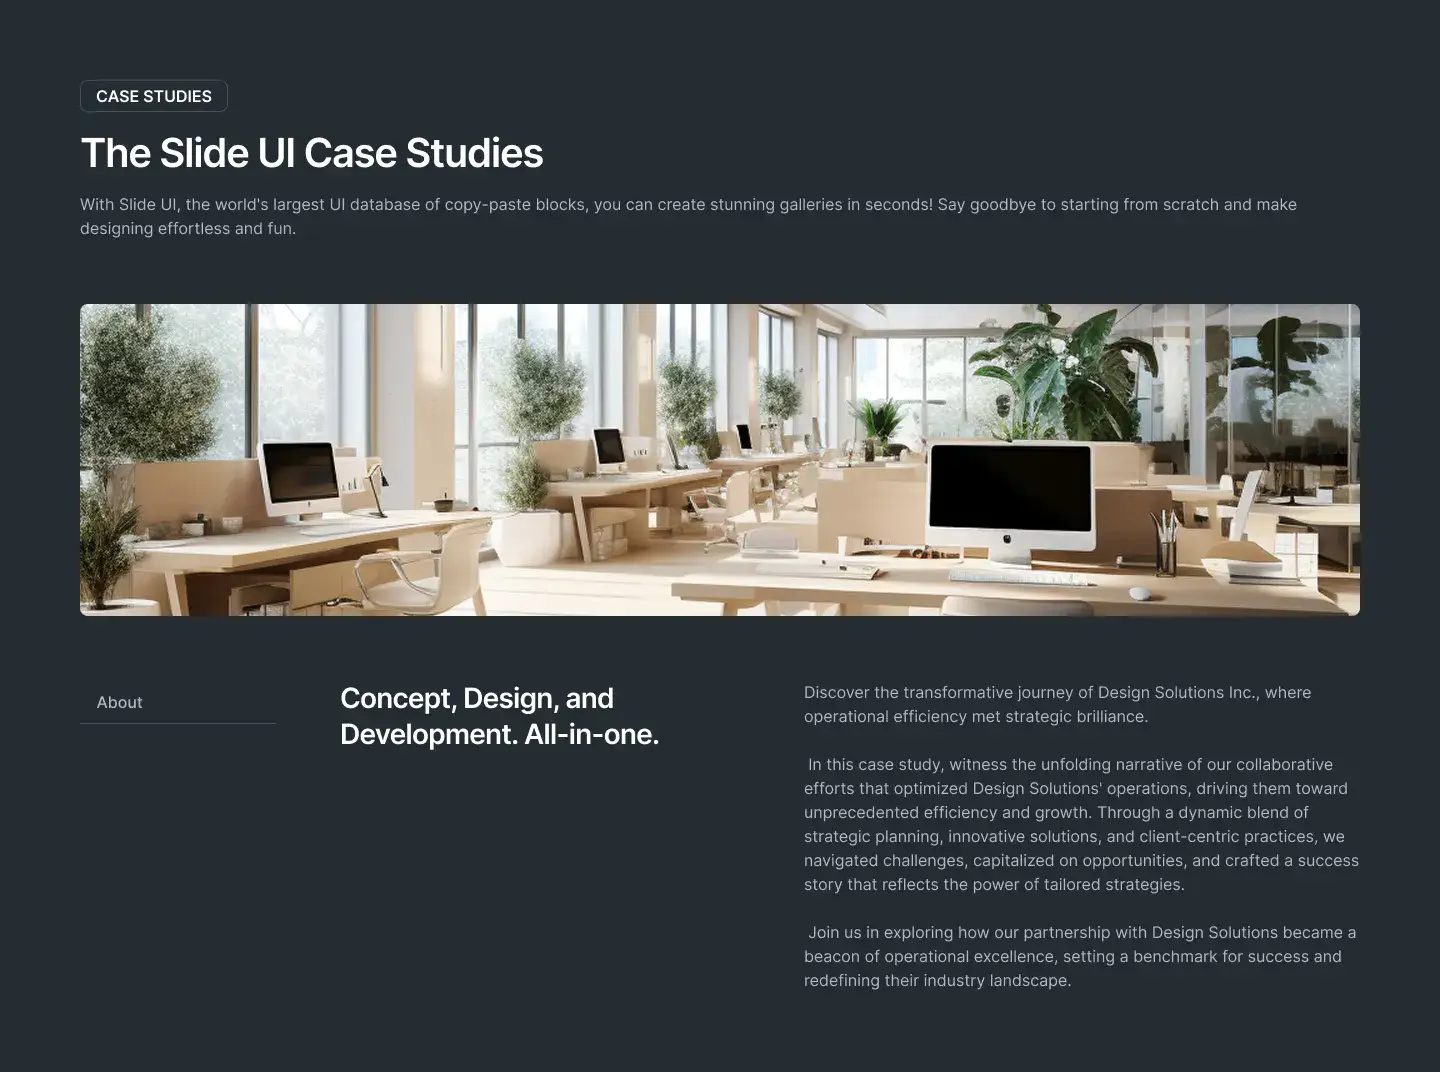 CASE STUDIES
The Slide UI Case Studies
With Slide UI, the world's largest UI database of copy-paste blocks, you can create stunning galleries in seconds! Say goodbye to starting from scratch and make
designing effortless and fun.
About
Concept, Design, and
Development. All-in-one.
Discover the transformative journey of Design Solutions Inc., where
operational efficiency met strategic brilliance.
In this case study, witness the unfolding narrative of our collaborative
efforts that optimized Design Solutions' operations, driving them toward
unprecedented efficiency and growth. Through a dynamic blend of
strategic planning, innovative solutions, and client-centric practices, we
navigated challenges, capitalized on opportunities, and crafted a success
story that reflects the power of tailored strategies.
Join us in exploring how our partnership with Design Solutions became a
beacon of operational excellence, setting a benchmark for success and
redefining their industry landscape.